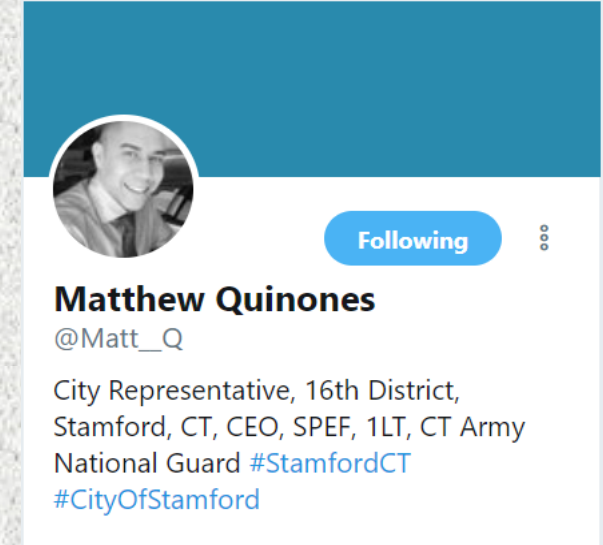 Following
Matthew Quinones
@Matt__Q
City Representative, 16th District,
Stamford, CT, CEO, SPEF, 1LT, CT Army
National Guard #StamfordCT
#CityOfStamford